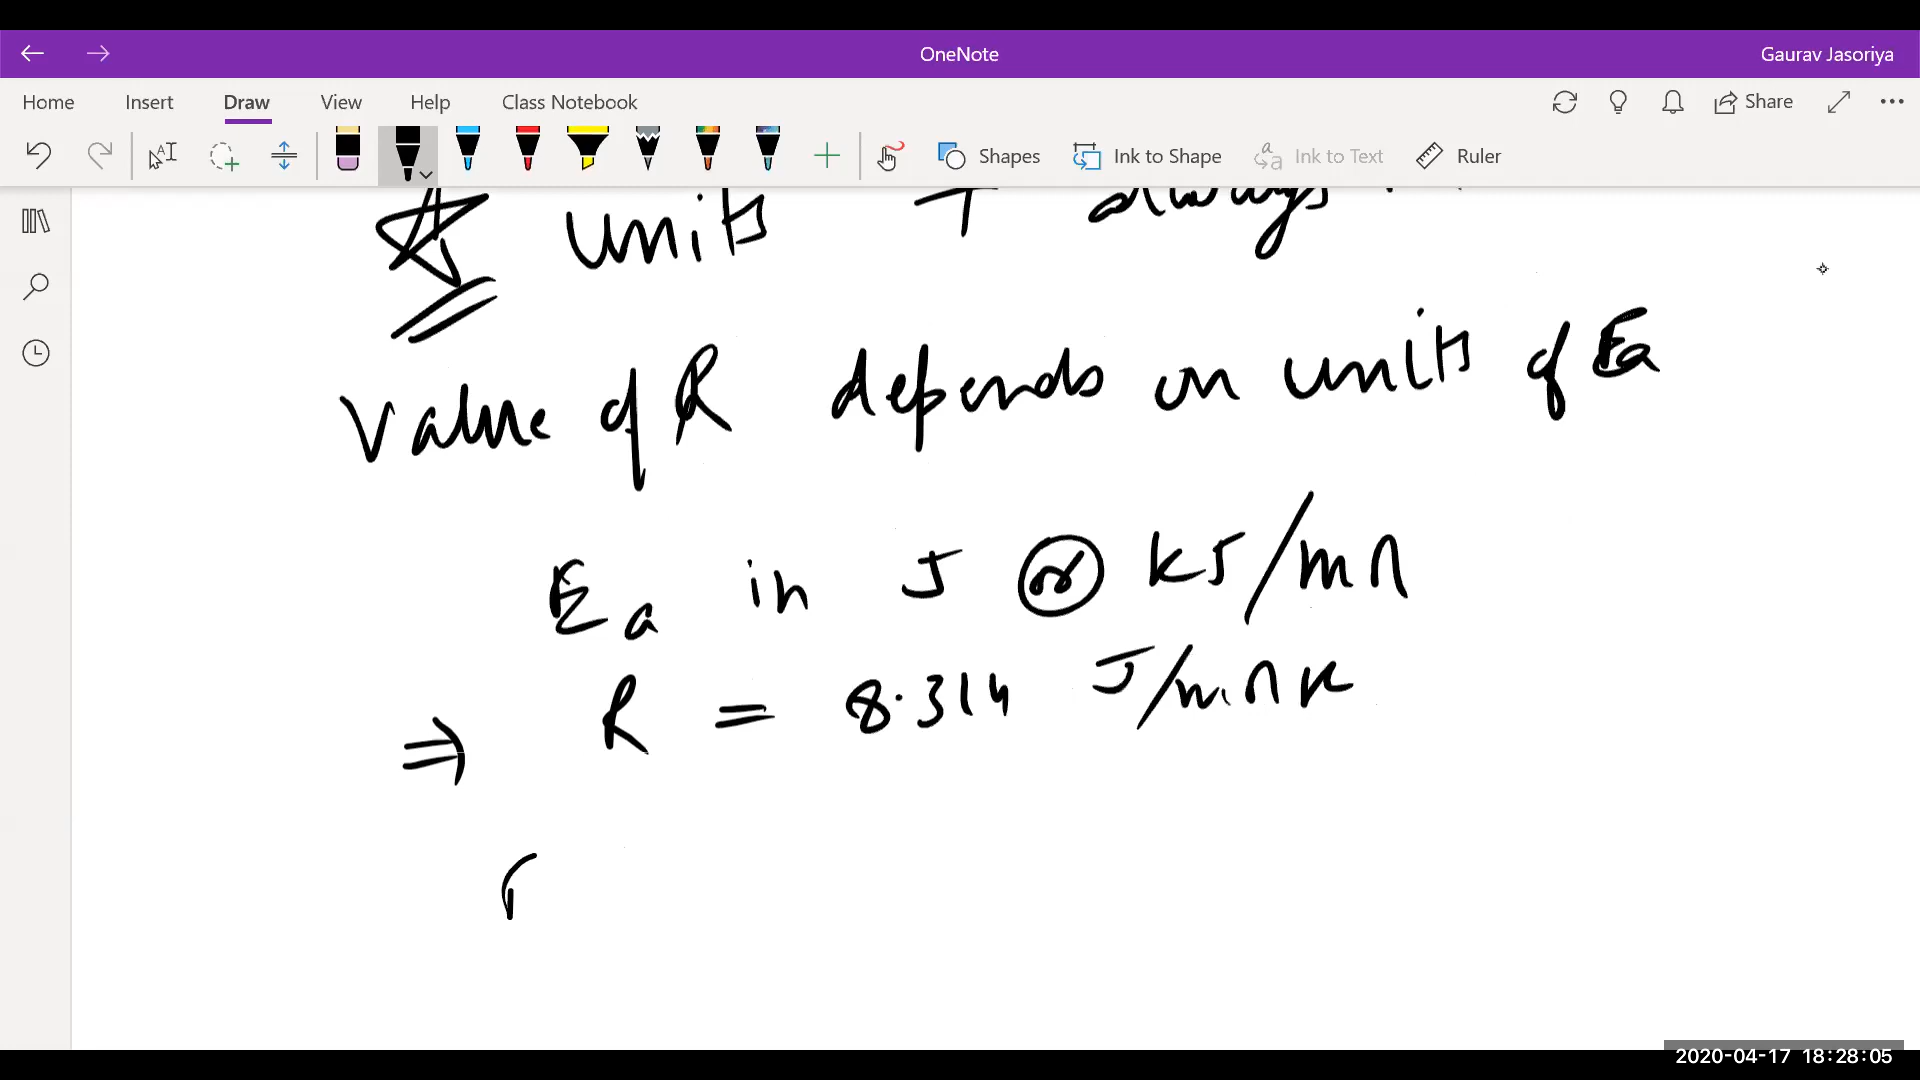 OneNote
Gaurav Jasoriya
Home Insert Draw View Help Class Notebook
Share
Shapes Ink to Shape Ink to Text Ruler
units T always
Value of R depends on units of Ea
Ea in J or kJ/mol
⇒ R = 8.314 J/mol K
2020-04-17 18:28:05